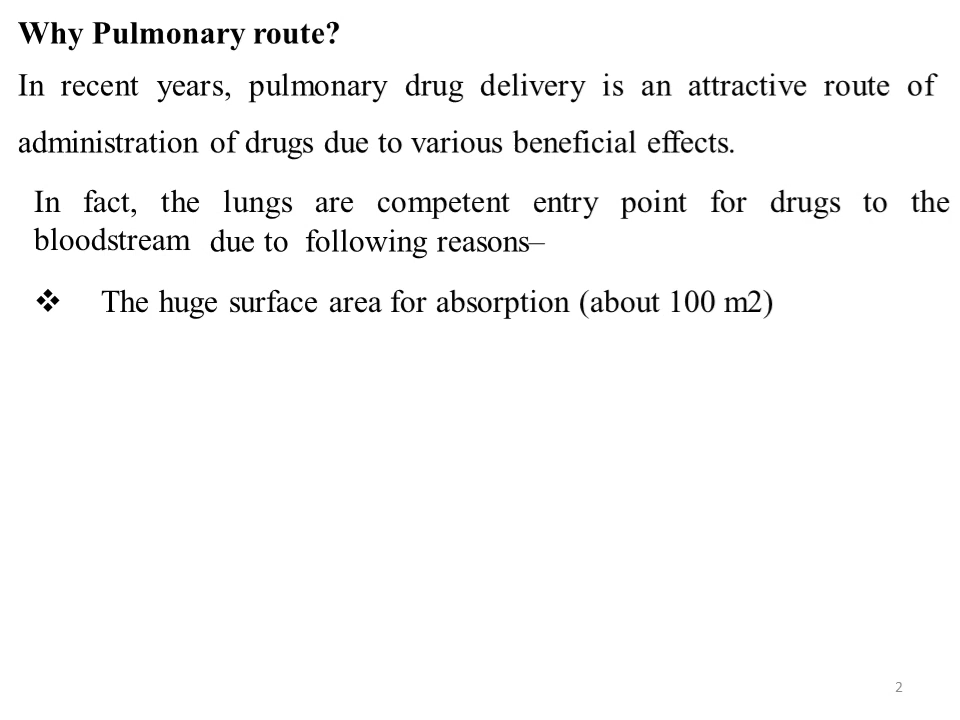 Why Pulmonary route?
In recent years, pulmonary drug delivery is an attractive route of
administration of drugs due to various beneficial effects.
In fact, the lungs are competent entry point for drugs to the
bloodstream due to following reasons–
❖ The huge surface area for absorption (about 100 m2)
2